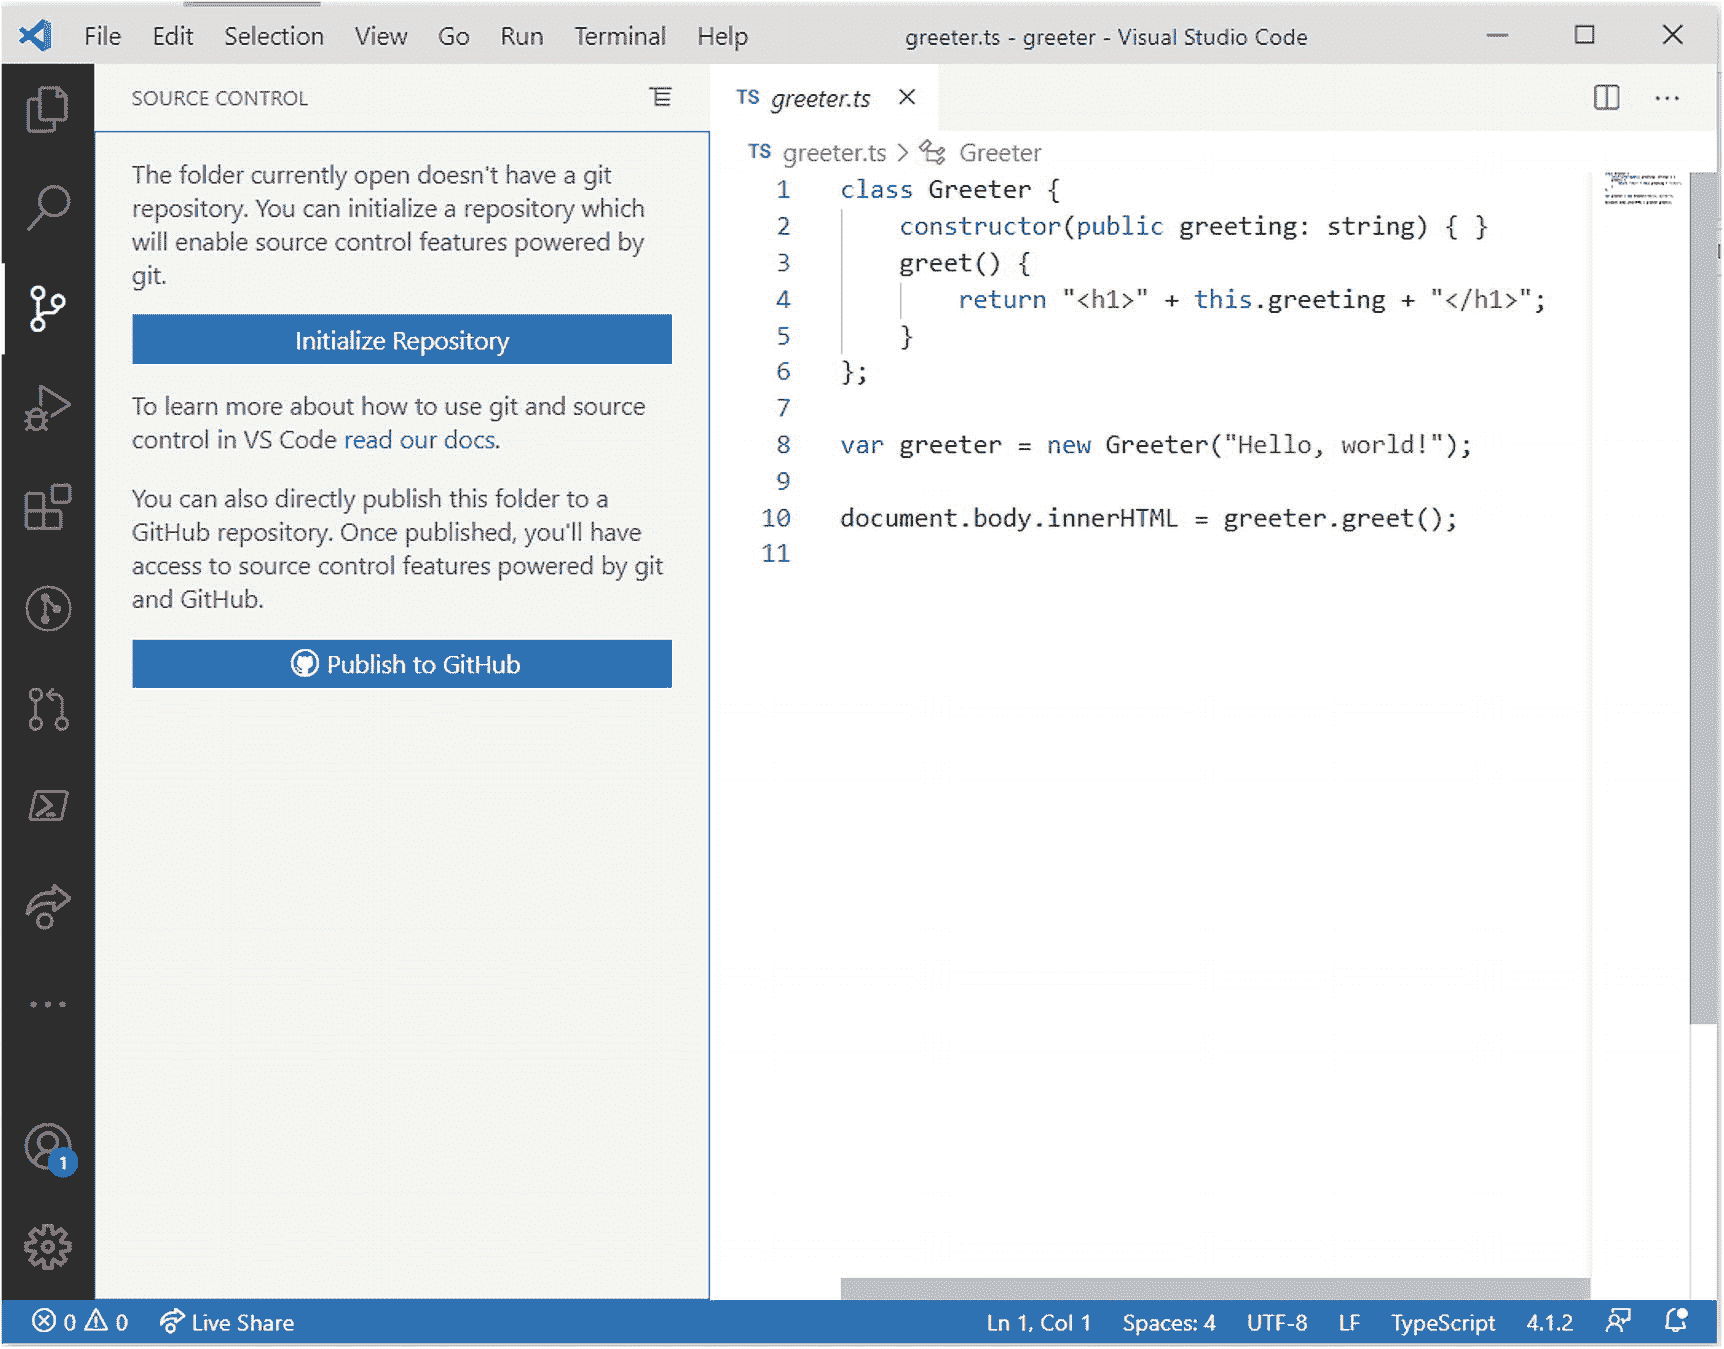 File Edit Selection View Go Run Terminal Help greeter.ts - greeter - Visual Studio Code
SOURCE CONTROL
The folder currently open doesn't have a git
repository. You can initialize a repository which
will enable source control features powered by
git.
Initialize Repository
To learn more about how to use git and source
control in VS Code read our docs.
You can also directly publish this folder to a
GitHub repository. Once published, you'll have
access to source control features powered by git
and GitHub.
Publish to GitHub
1
TS greeter.ts
TS greeter.ts > Greeter
1 class Greeter {
2     constructor(public greeting: string) { }
3     greet() {
4         return "<h1>" + this.greeting + "</h1>";
5     }
6 };
7
8 var greeter = new Greeter("Hello, world!");
9
10 document.body.innerHTML = greeter.greet();
11
0 0 Live Share Ln 1, Col 1 Spaces: 4 UTF-8 LF TypeScript 4.1.2